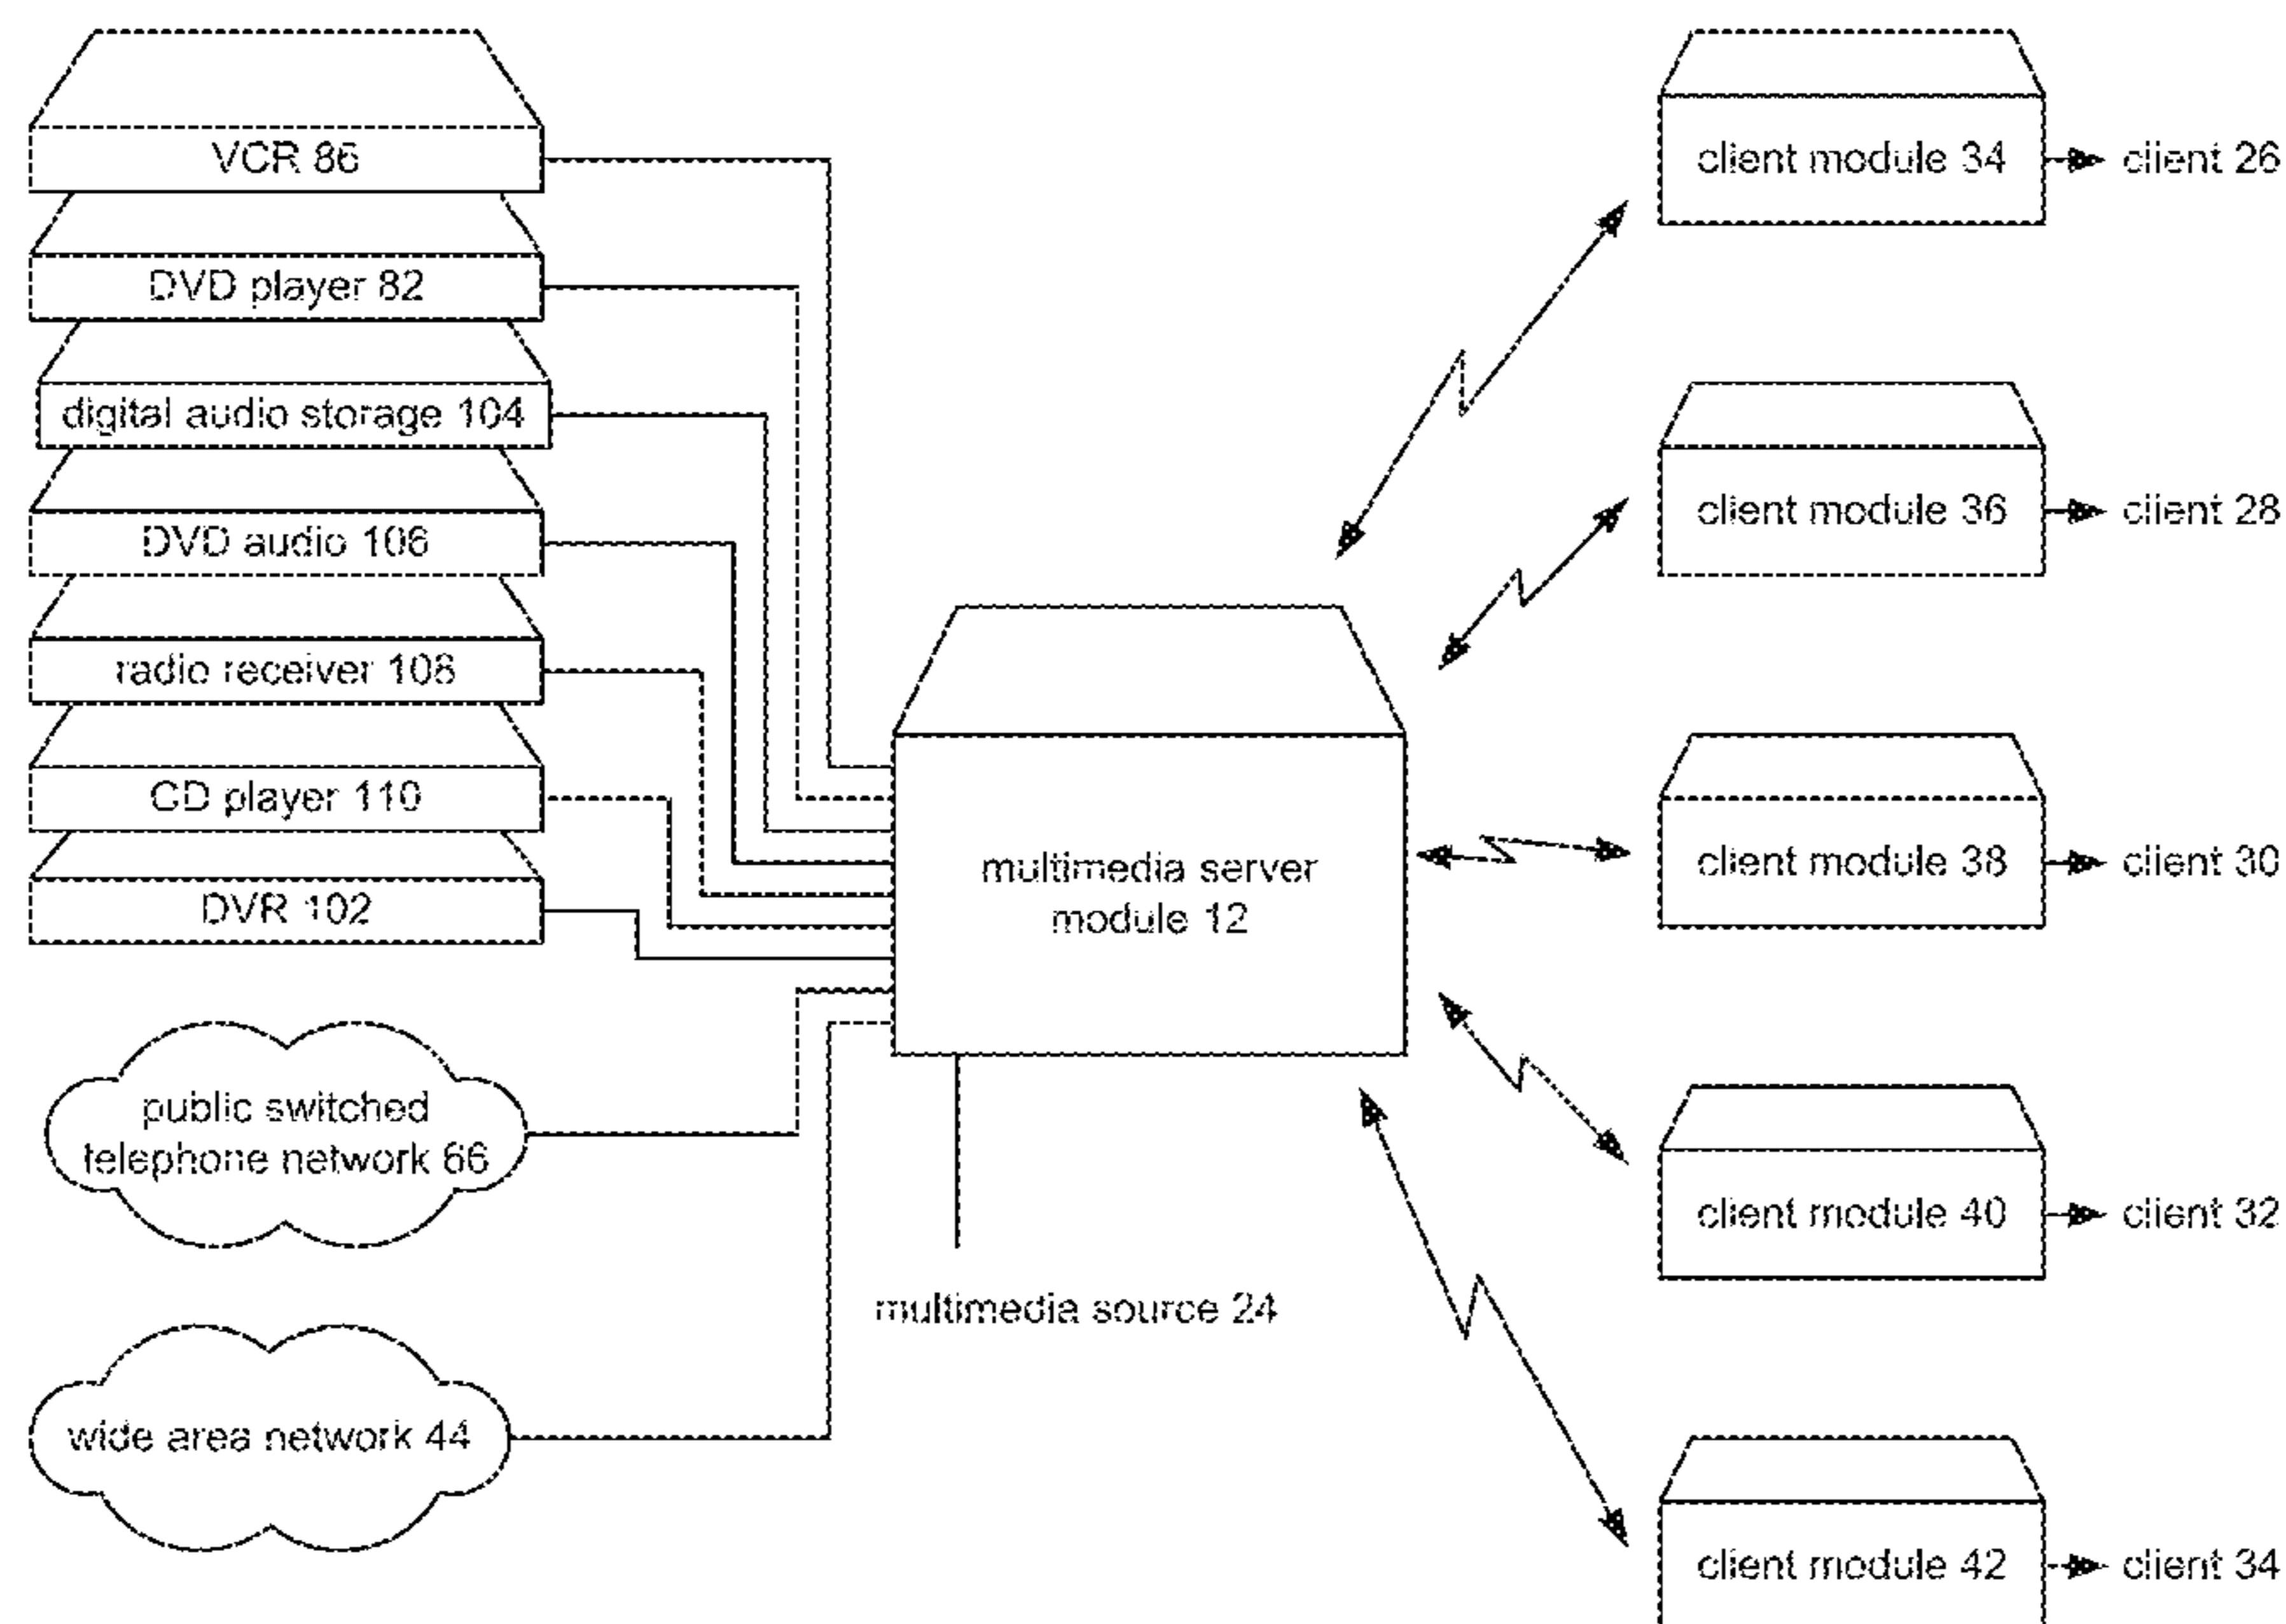 VCR 86
DVD player 82
digital audio storage 104
DVD audio 106
radio receiver 108
CD player 110
DVR 102
public switched
telephone network 66
wide area network 44
multimedia server
module 12
multimedia source 24
client module 34
client 26
client module 36
client 28
client module 38
client 30
client module 40
client 32
client module 42
client 34